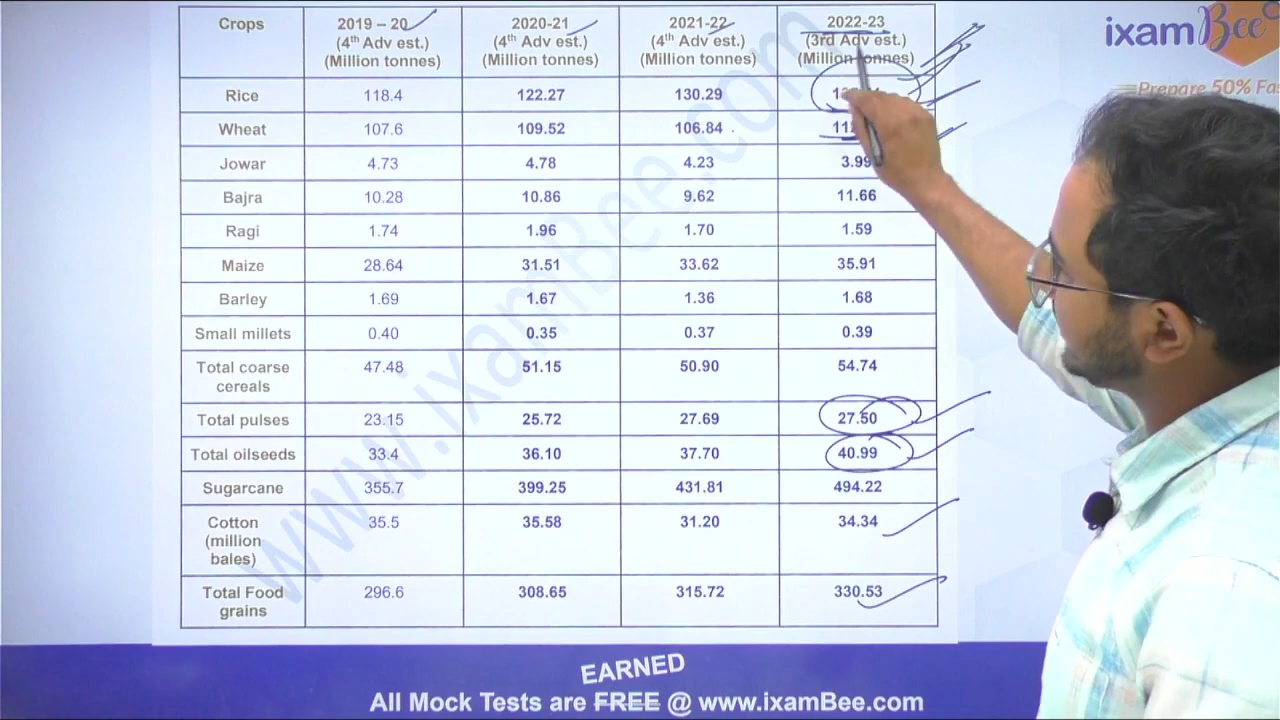 ixamBee
Prepare 50% Fas
Crops 2019 – 20 2020-21 2021-22 2022-23
(4th Adv est.) (4th Adv est.) (4th Adv est.) (3rd Adv est.)
(Million tonnes) (Million tonnes) (Million tonnes) (Million tonnes)
Rice 118.4 122.27 130.29
Wheat 107.6 109.52 106.84
Jowar 4.73 4.78 4.23 3.99
Bajra 10.28 10.86 9.62 11.66
Ragi 1.74 1.96 1.70 1.59
Maize 28.64 31.51 33.62 35.91
Barley 1.69 1.67 1.36 1.68
Small millets 0.40 0.35 0.37 0.39
Total coarse 47.48 51.15 50.90 54.74
cereals
Total pulses 23.15 25.72 27.69 27.50
Total oilseeds 33.4 36.10 37.70 40.99
Sugarcane 355.7 399.25 431.81 494.22
Cotton 35.5 35.58 31.20 34.34
(million
bales)
Total Food 296.6 308.65 315.72 330.53
grains
www.ixamBee.com
EARNED
All Mock Tests are FREE @ www.ixamBee.com